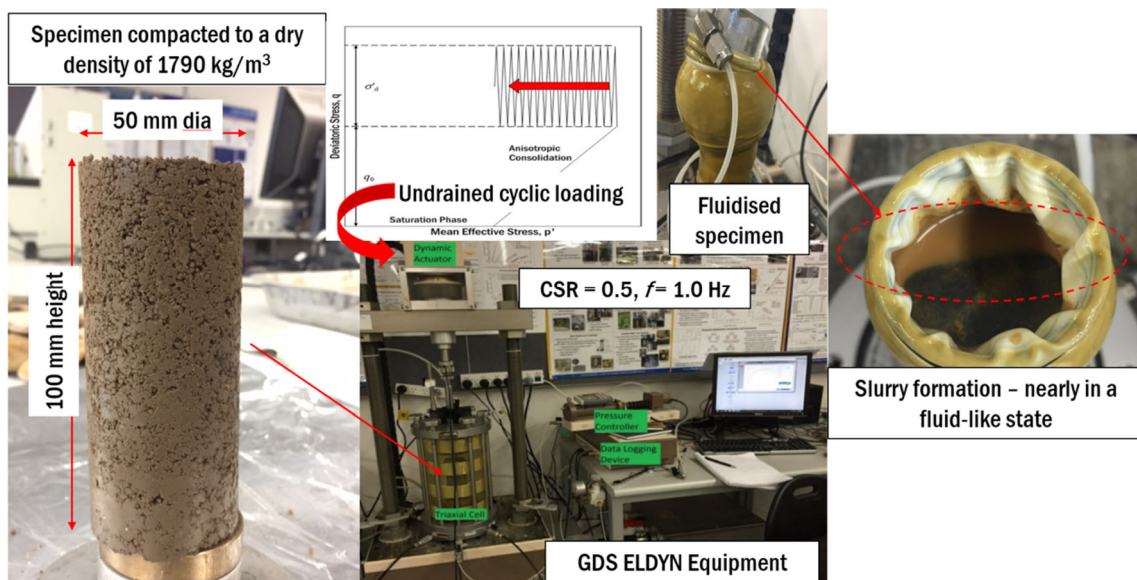 Specimen compacted to a dry
density of 1790 kg/m³
50 mm dia
100 mm height
Deviatoric Stress, q
σ'd
q₀
Anisotropic
Consolidation
Undrained cyclic loading
Saturation Phase
Mean Effective Stress, p'
Fluidised
specimen
Dynamic
Actuator
CSR = 0.5, f= 1.0 Hz
Pressure
Controller
Data Logging
Device
Triaxial Cell
GDS ELDYN Equipment
Slurry formation – nearly in a
fluid-like state